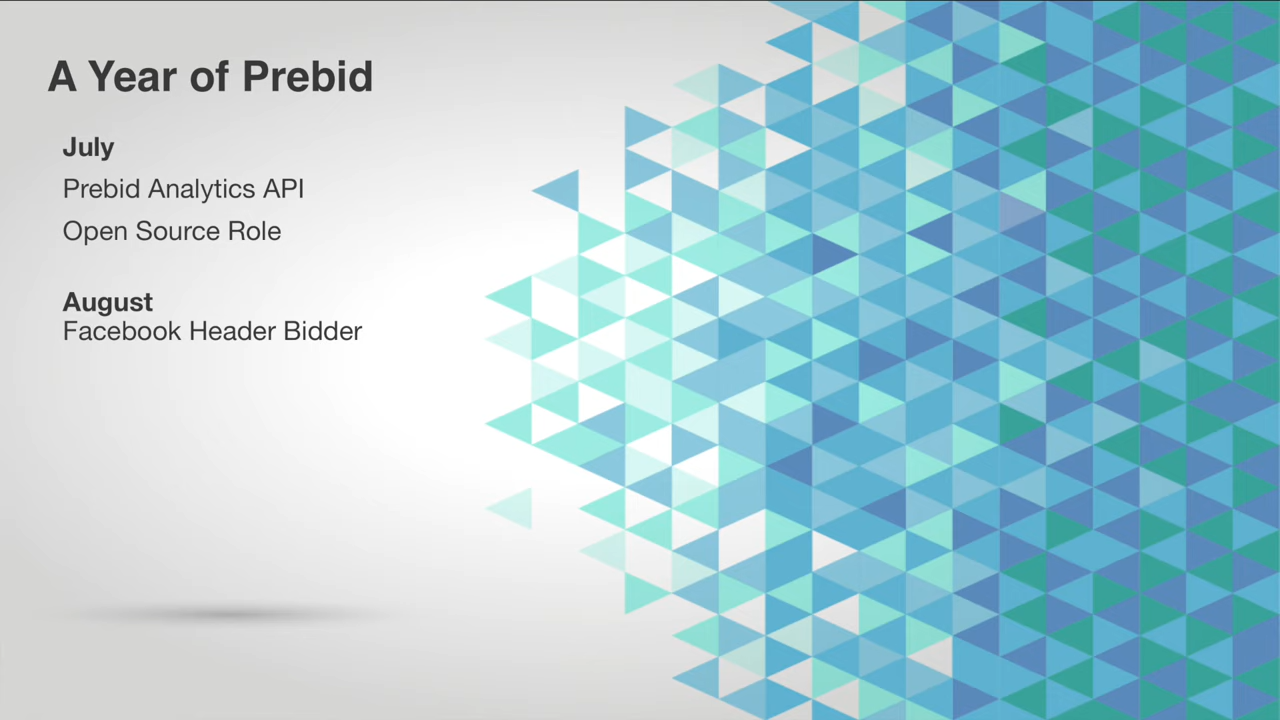 A Year of Prebid
July
Prebid Analytics API
Open Source Role
August
Facebook Header Bidder